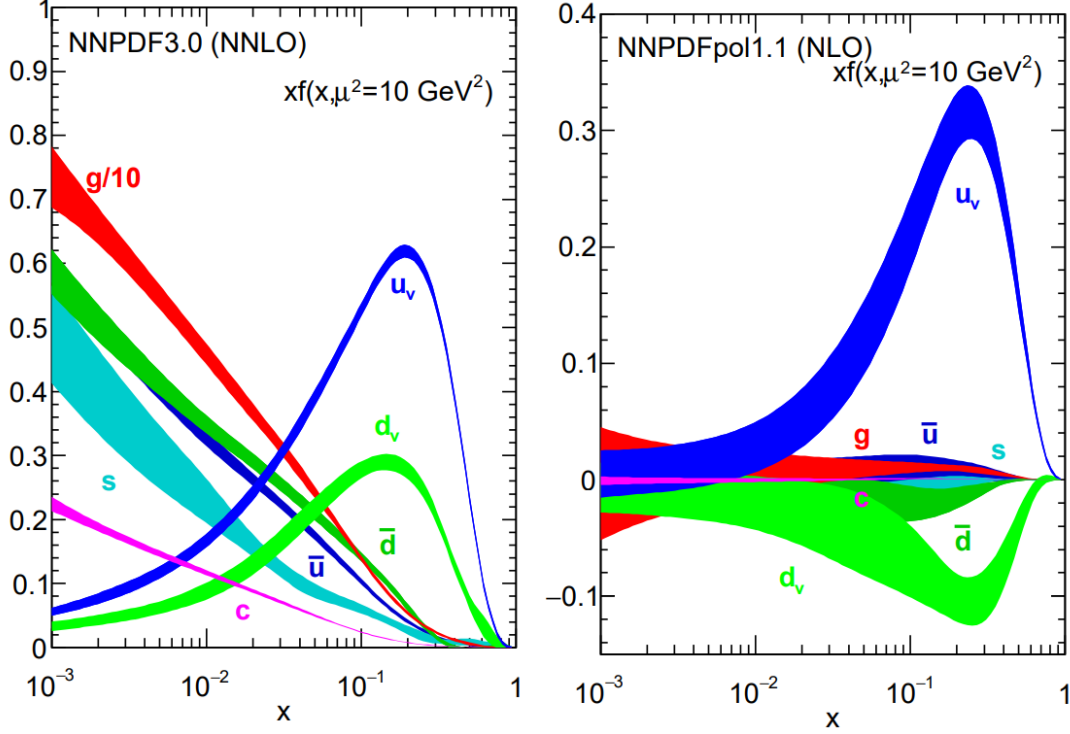 NNPDF3.0 (NNLO)
xf(x,μ²=10 GeV²)
g/10
u_v
d_v
s
d̅
u̅
c
1
0.9
0.8
0.7
0.6
0.5
0.4
0.3
0.2
0.1
0
10⁻³
10⁻²
10⁻¹
1
x
NNPDFpol1.1 (NLO)
xf(x,μ²=10 GeV²)
u_v
g
u̅
s
c
d̅
d_v
0.4
0.3
0.2
0.1
0
−0.1
10⁻³
10⁻²
10⁻¹
1
x